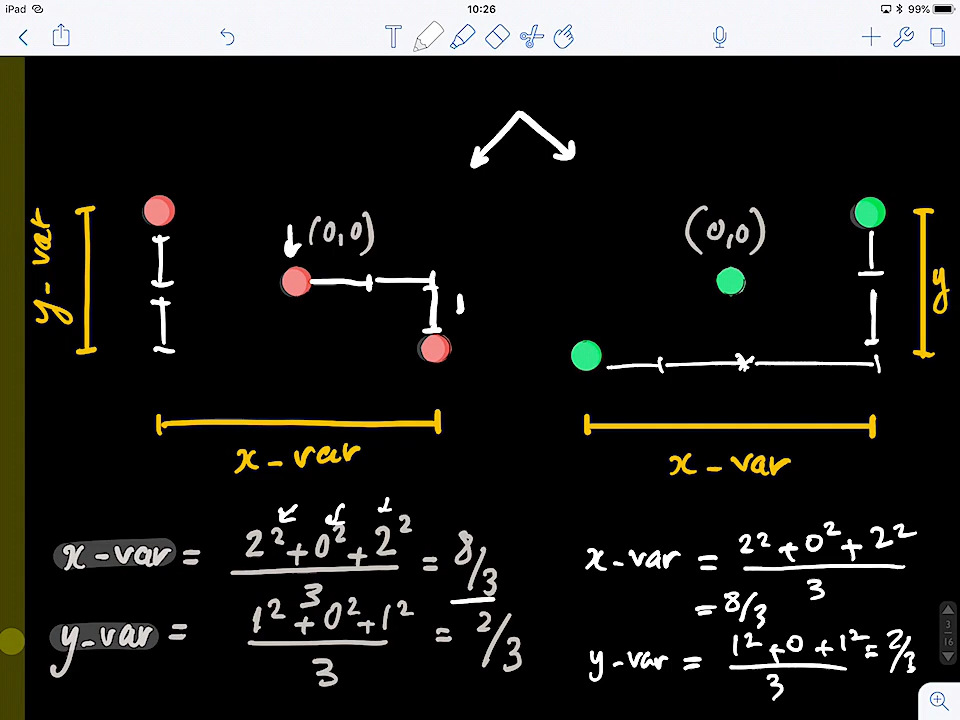 iPad 10:26 99%
T
(0,0) (0,0)
y-var 1 y
x-var x-var
x-var = 2² + 0² + 2² / 3 = 8/3
y-var = 1² + 0² + 1² / 3 = 2/3
x-var = 2² + 0² + 2² / 3
= 8/3
y-var = 1² + 0 + 1² / 3 = 2/3
3
16